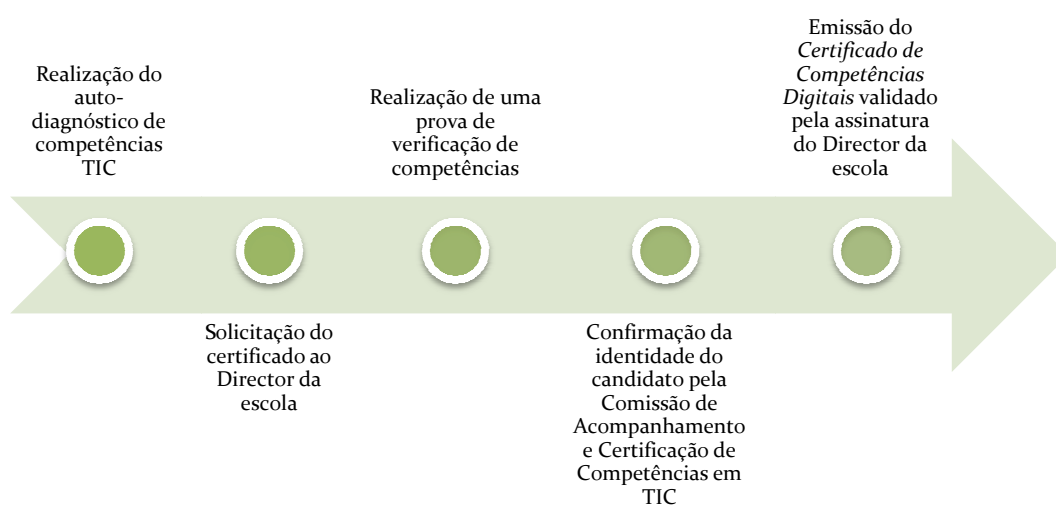 Realização do
auto-
diagnóstico de
competências
TIC
Solicitação do
certificado ao
Director da
escola
Realização de uma
prova de
verificação de
competências
Confirmação da
identidade do
candidato pela
Comissão de
Acompanhamento
e Certificação de
Competências em
TIC
Emissão do
Certificado de
Competências
Digitais validado
pela assinatura
do Director da
escola